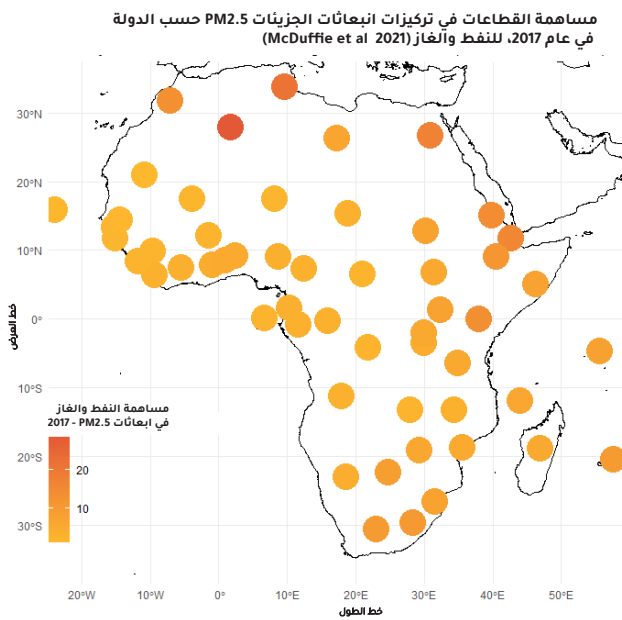 مساهمة القطاعات في تركيزات انبعاثات الجزيئات PM2.5 حسب الدولة
في عام 2017، للنفط والغاز (McDuffie et al 2021)
30°N
20°N
10°N
0°
10°S
20°S
30°S
خط العرض
مساهمة النفط والغاز
في ابعاثات PM2.5 - 2017
20
10
20°W
10°W
0°
10°E
20°E
30°E
40°E
50°E
خط الطول